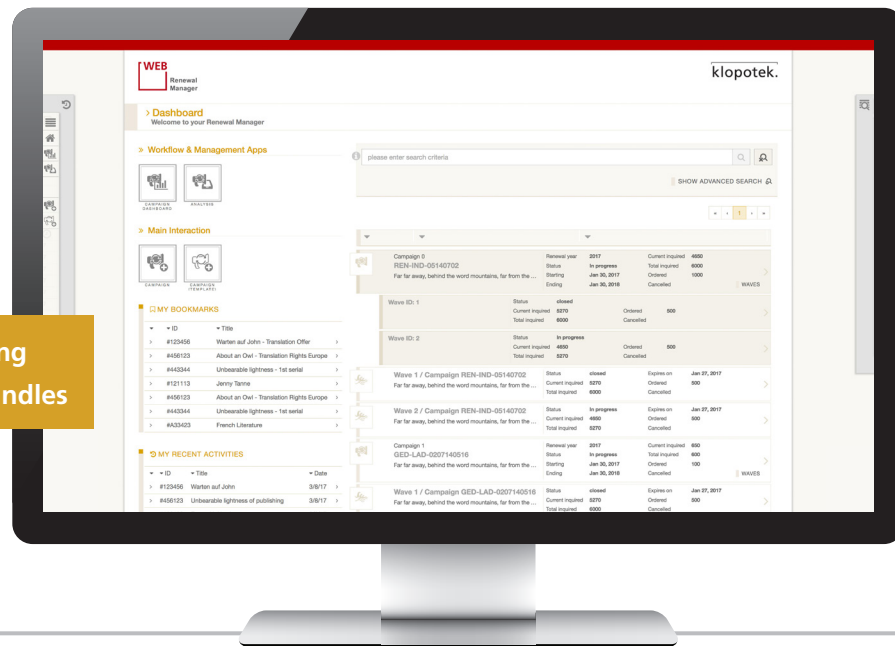 WEB
Renewal
Manager
klopotek.
> Dashboard
Welcome to your Renewal Manager
» Workflow & Management Apps
CAMPAIGN
DASHBOARD
ANALYSIS
» Main Interaction
CAMPAIGN
CAMPAIGN
(TEMPLATE)
MY BOOKMARKS
ID Title
#123456 Warten auf John - Translation Offer
#456123 About an Owl - Translation Rights Europe
#443344 Unbearable lightness - 1st serial
#121113 Jenny Tanne
#456123 About an Owl - Translation Rights Europe
#443344 Unbearable lightness - 1st serial
#A33423 French Literature
MY RECENT ACTIVITIES
ID Title Date
#123456 Warten auf John 3/8/17
#456123 Unbearable lightness of publishing 3/8/17
please enter search criteria
SHOW ADVANCED SEARCH
« ‹ 1 › »
Campaign 0 Renewal year 2017 Current inquired 4650
REN-IND-05140702 Status In progress Total inquired 6000
Far far away, behind the word mountains, far from the ... Starting Jan 30, 2017 Ordered 1000
Ending Jan 30, 2018 Cancelled WAVES
Wave ID: 1 Status closed
Current inquired 5270 Ordered 500
Total inquired 6000 Cancelled
Wave ID: 2 Status In progress
Current inquired 4650 Ordered 500
Total inquired 5270 Cancelled
Wave 1 / Campaign REN-IND-05140702 Status closed Expires on Jan 27, 2017
Far far away, behind the word mountains, far from the ... Current inquired 5270 Ordered 500
Total inquired 6000 Cancelled
Wave 2 / Campaign REN-IND-05140702 Status In progress Expires on Jan 27, 2017
Far far away, behind the word mountains, far from the ... Current inquired 4650 Ordered 500
Status 5270 Cancelled
Campaign 1 Renewal year 2017 Current inquired 650
GED-LAD-0207140516 Status In progress Total inquired 600
Far far away, behind the word mountains, far from the ... Starting Jan 30, 2017 Ordered 100
Ending Jan 30, 2018 Cancelled WAVES
Wave 1 / Campaign GED-LAD-0207140516 Status closed Expires on Jan 27, 2017
Far far away, behind the word mountains, far from the ... Current inquired 5270 Ordered 500
Total inquired 6000 Cancelled
ng
ndles